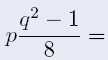 p\frac{q^2 - 1}{8} =